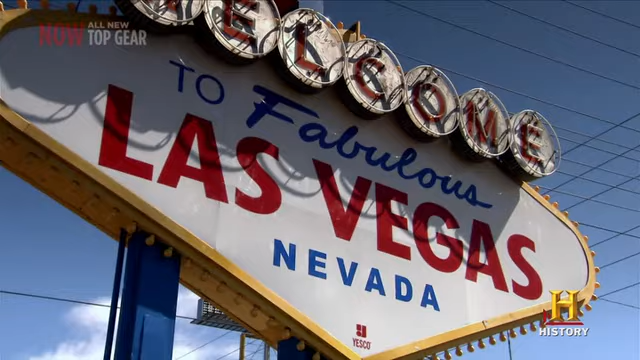 NOW ALL NEW
TOP GEAR
WELCOME
TO Fabulous
LAS VEGAS
NEVADA
YESCO
H
HISTORY